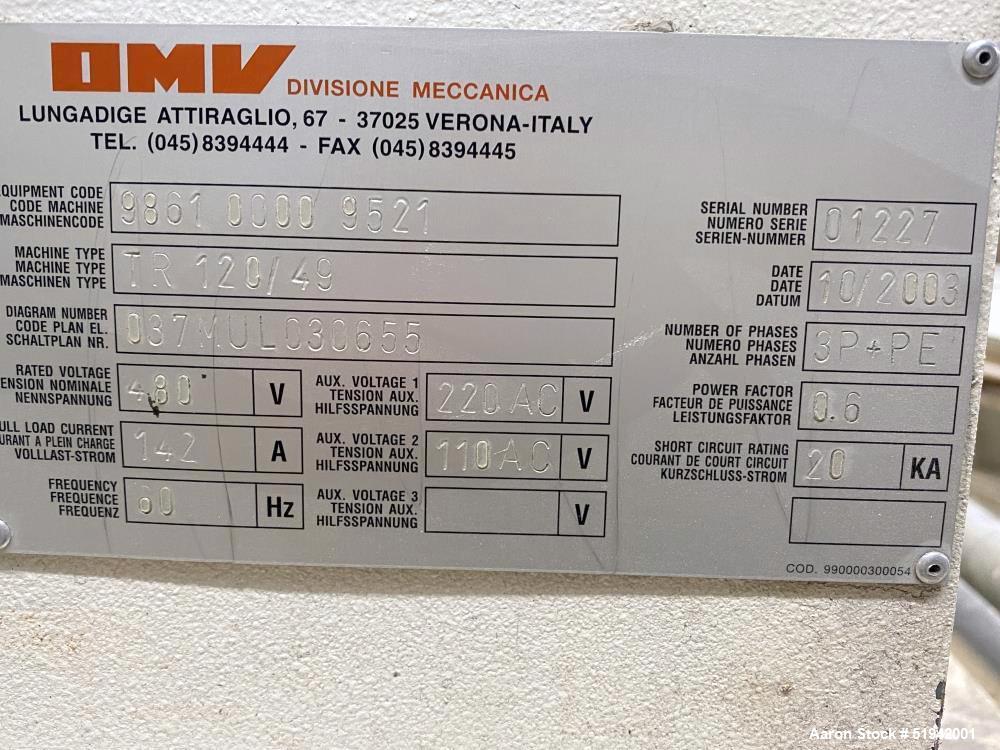 OMV DIVISIONE MECCANICA
LUNGADIGE ATTIRAGLIO, 67 - 37025 VERONA-ITALY
TEL. (045) 8394444 - FAX (045) 8394445
EQUIPMENT CODE
CODE MACHINE
MASCHINENCODE
9861 0000 9521
SERIAL NUMBER
NUMERO SERIE
SERIEN-NUMMER
01227
MACHINE TYPE
MACHINE TYPE
MASCHINEN TYPE
TR 120/49
DATE
DATE
DATUM
10/2003
DIAGRAM NUMBER
CODE PLAN EL.
SCHALTPLAN NR.
037MUL030655
NUMBER OF PHASES
NUMERO PHASES
ANZAHL PHASEN
3P+PE
RATED VOLTAGE
TENSION NOMINALE
NENNSPANNUNG
480 V
AUX. VOLTAGE 1
TENSION AUX.
HILFSSPANNUNG
220 AC V
POWER FACTOR
FACTEUR DE PUISSANCE
LEISTUNGSFAKTOR
0.6
FULL LOAD CURRENT
COURANT A PLEIN CHARGE
VOLLLAST-STROM
142 A
AUX. VOLTAGE 2
TENSION AUX.
HILFSSPANNUNG
110 AC V
SHORT CIRCUIT RATING
COURANT DE COURT CIRCUIT
KURZSCHLUSS-STROM
20 KA
FREQUENCY
FREQUENCE
FREQUENZ
60 Hz
AUX. VOLTAGE 3
TENSION AUX.
HILFSSPANNUNG
V
COD. 990000300054
Aaron Stock # 51942001